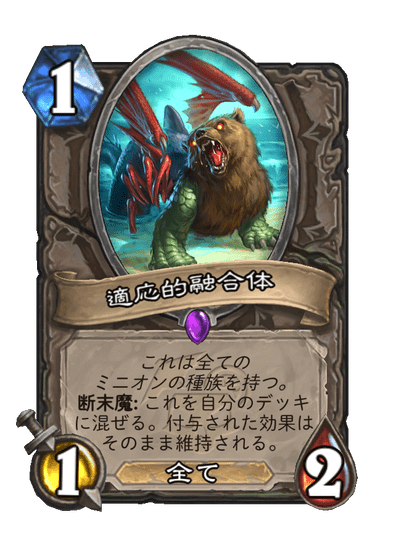 1
適応的融合体
これは全ての
ミニオンの種族を持つ。
断末魔: これを自分のデッキ
に混ぜる。付与された効果は
そのまま維持される。
1
全て
2